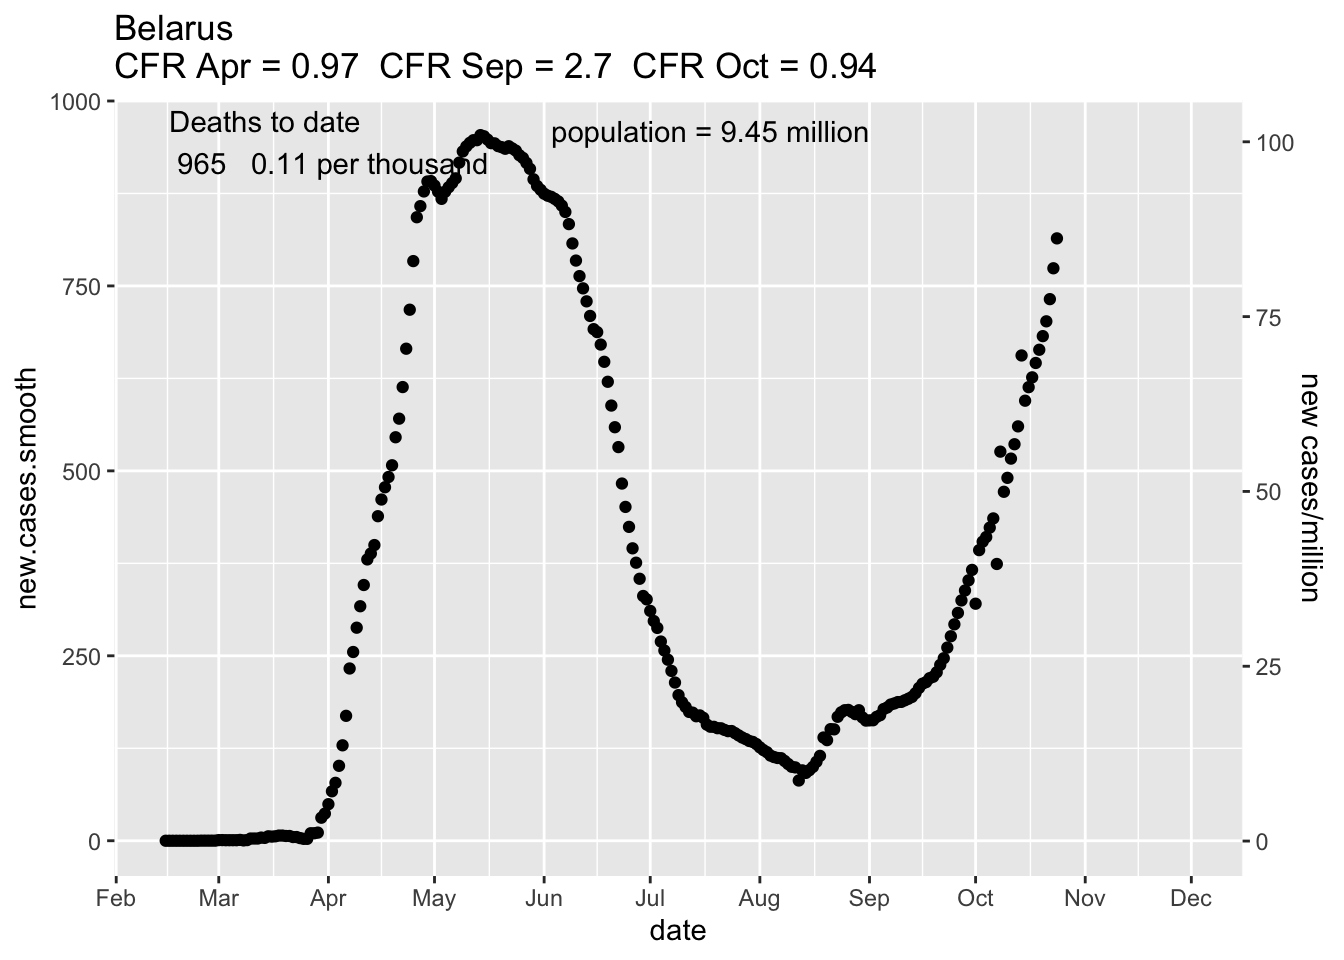 Belarus
CFR Apr = 0.97  CFR Sep = 2.7  CFR Oct = 0.94
Deaths to date
965   0.11 per thousand
population = 9.45 million
1000
750
500
250
0
new.cases.smooth
100
75
50
25
0
new cases/million
Feb Mar Apr May Jun Jul Aug Sep Oct Nov Dec
date